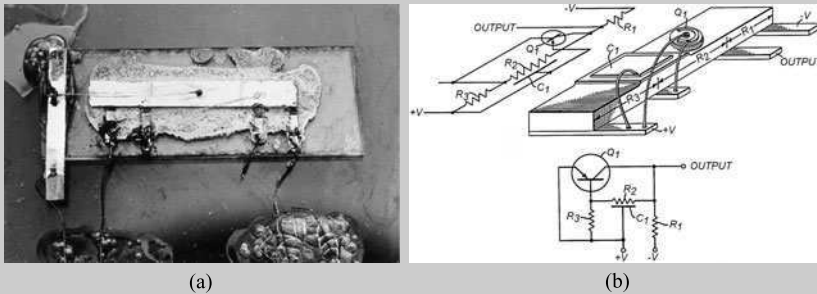 -V
OUTPUT
Q1
R1
R2
C1
R3
+V
Q1
-V
R1
C1
R2
OUTPUT
R3
+V
Q1
OUTPUT
R2
R3
C1
R1
+V
-V
(a)
(b)